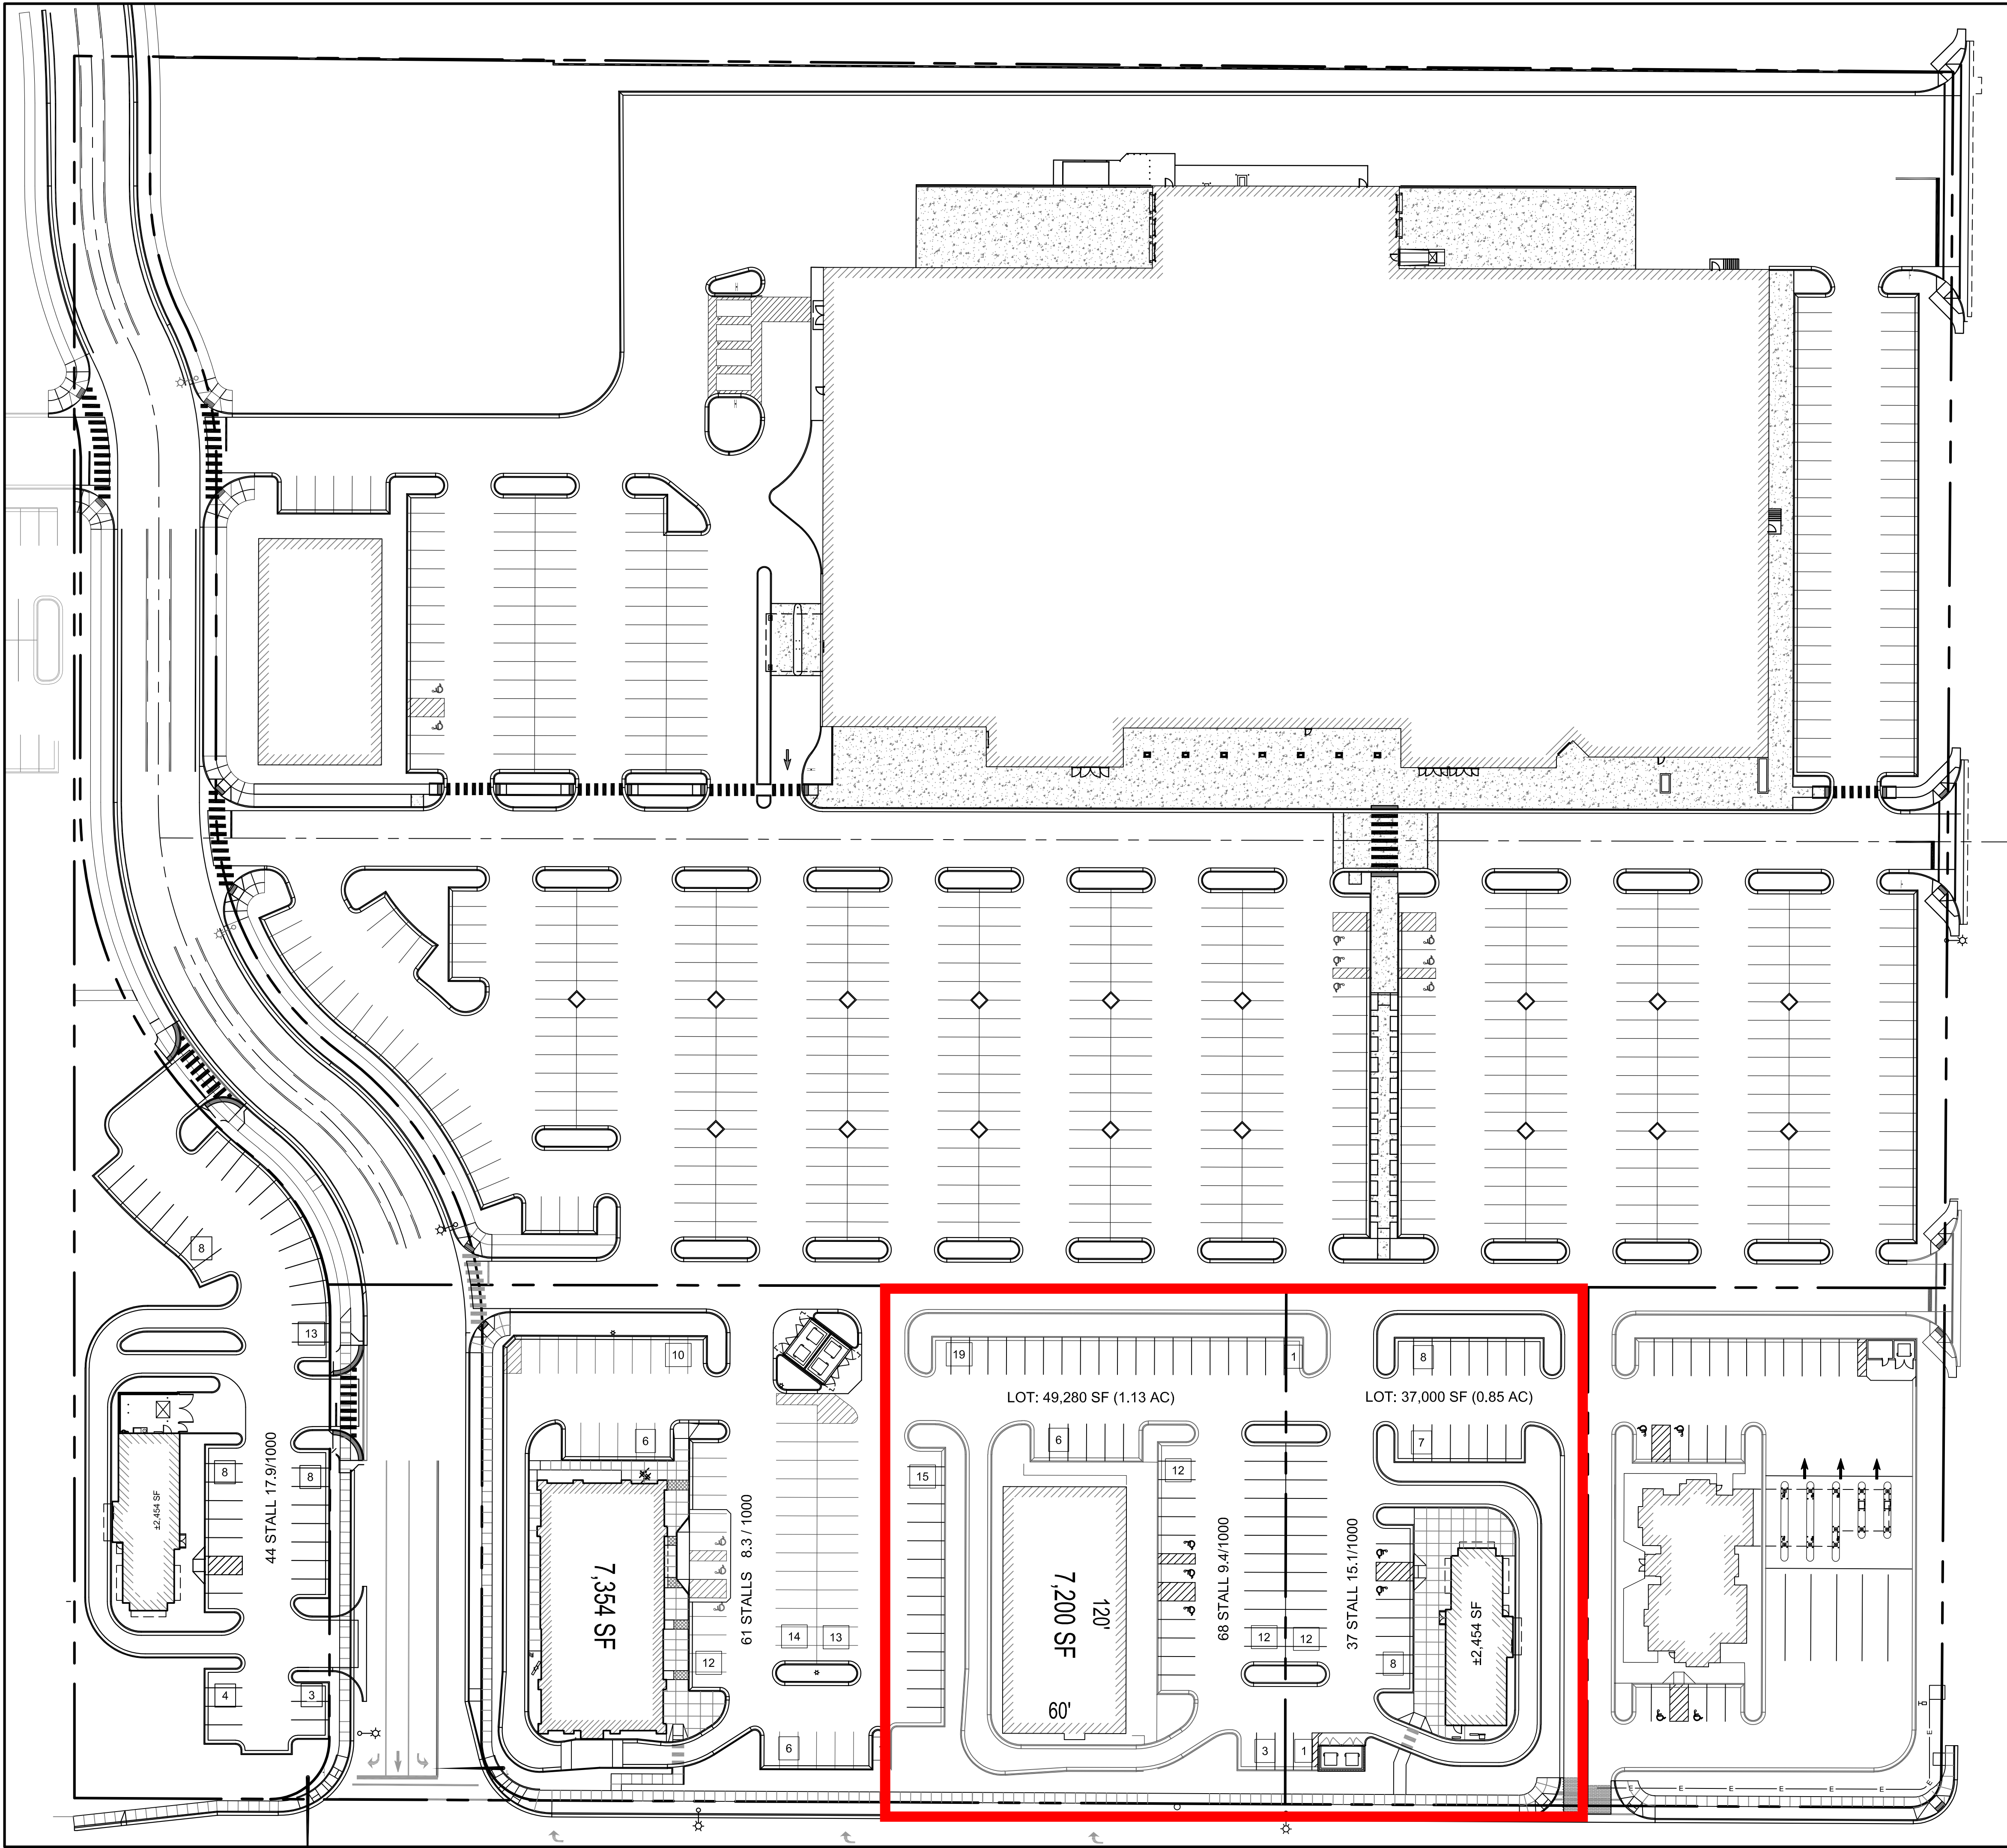 8
13
10
19
1
8
LOT: 49,280 SF (1.13 AC)
LOT: 37,000 SF (0.85 AC)
6
6
7
8
8
15
12
±2,454 SF
44 STALL 17.9/1000
7,354 SF
61 STALLS 8.3 / 1000
7,200 SF
120'
60'
68 STALL 9.4/1000
37 STALL 15.1/1000
±2,454 SF
14
13
12
12
12
8
4
3
6
3
1
E
E
E
E
E
E
E